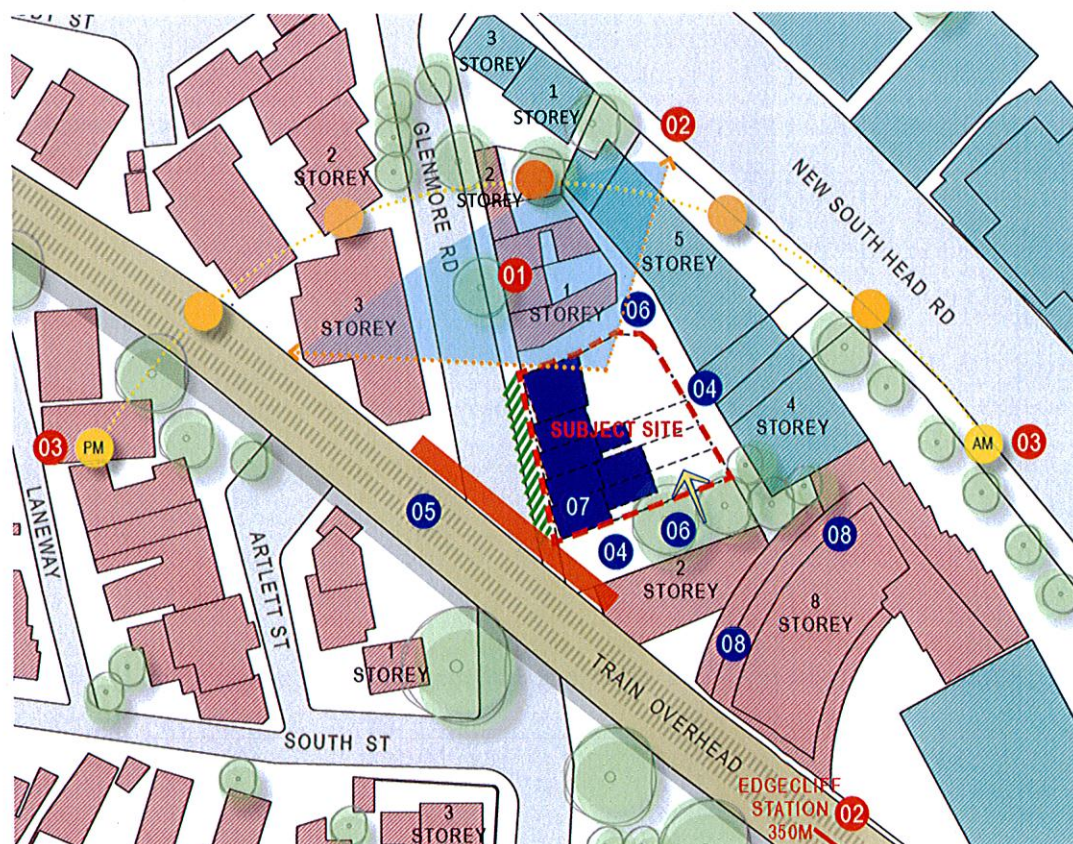 ST ST
3
STOREY
1
STOREY
02
2
STOREY
GLENMORE RD
2
STOREY
NEW SOUTH HEAD RD
5
STOREY
01
3
STOREY
1
STOREY
06
04
SUBJECT SITE
4
STOREY
03
PM
AM
03
LANEWAY
05
07
04
06
08
ARTLETT ST
2
STOREY
8
STOREY
08
1
STOREY
TRAIN OVERHEAD
SOUTH ST
EDGECLIFF
STATION
350M
02
3
STOREY